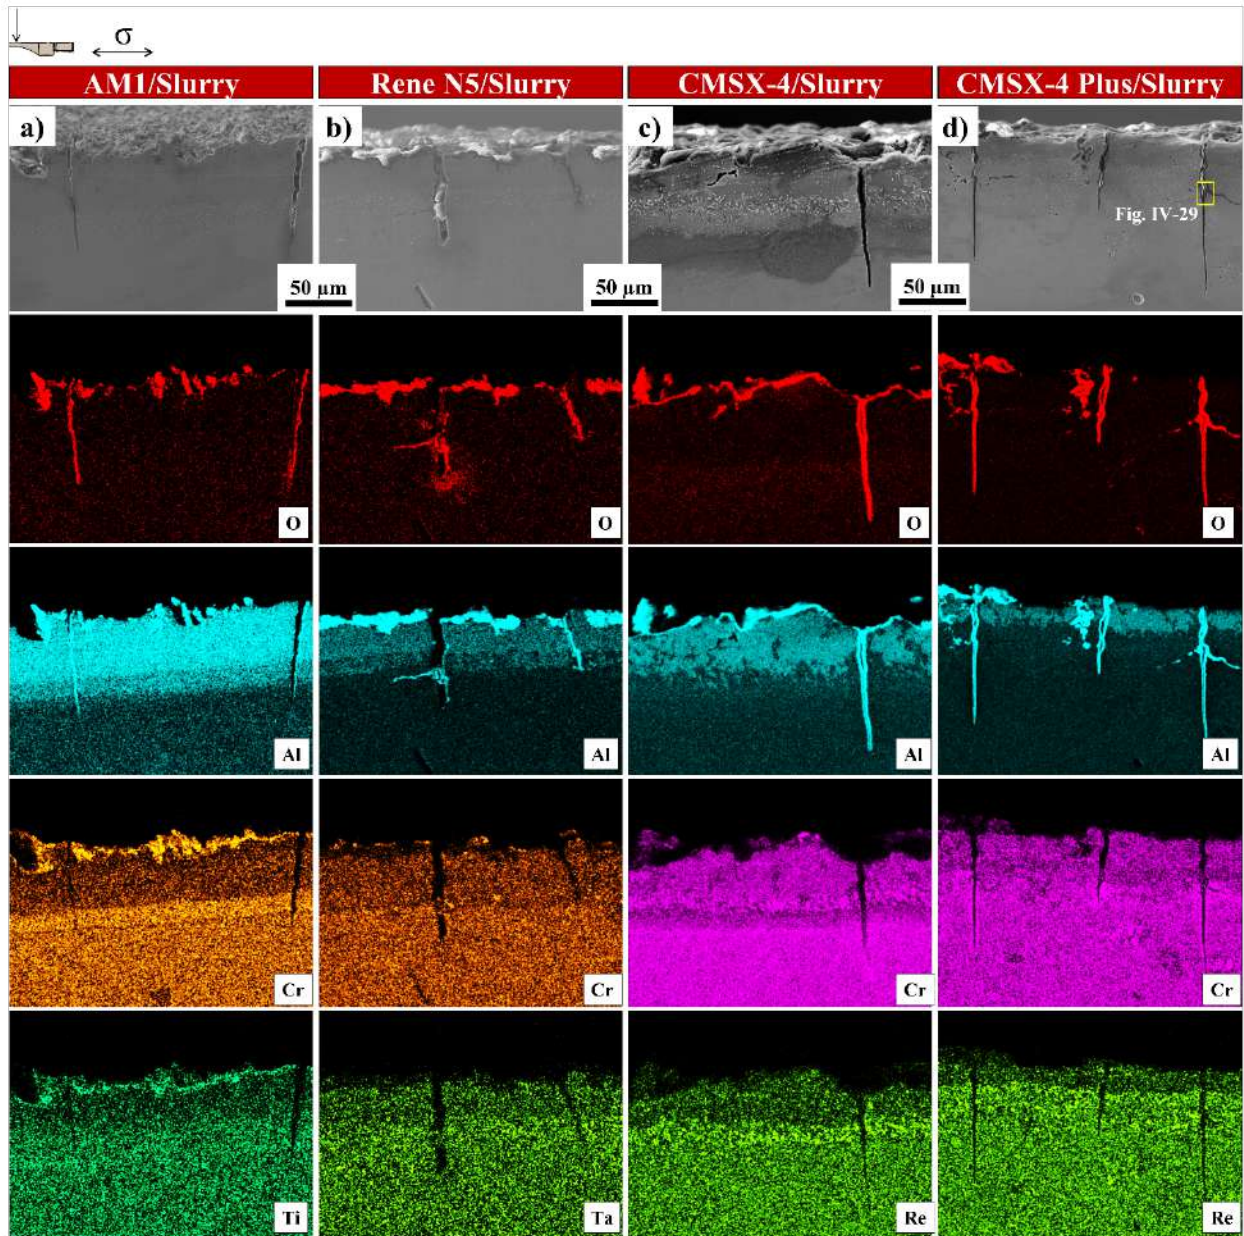 σ
AM1/Slurry Rene N5/Slurry CMSX-4/Slurry CMSX-4 Plus/Slurry
a) b) c) d)
Fig. IV-29
50 µm 50 µm 50 µm
O O O O
Al Al Al Al
Cr Cr Cr Cr
Ti Ta Re Re